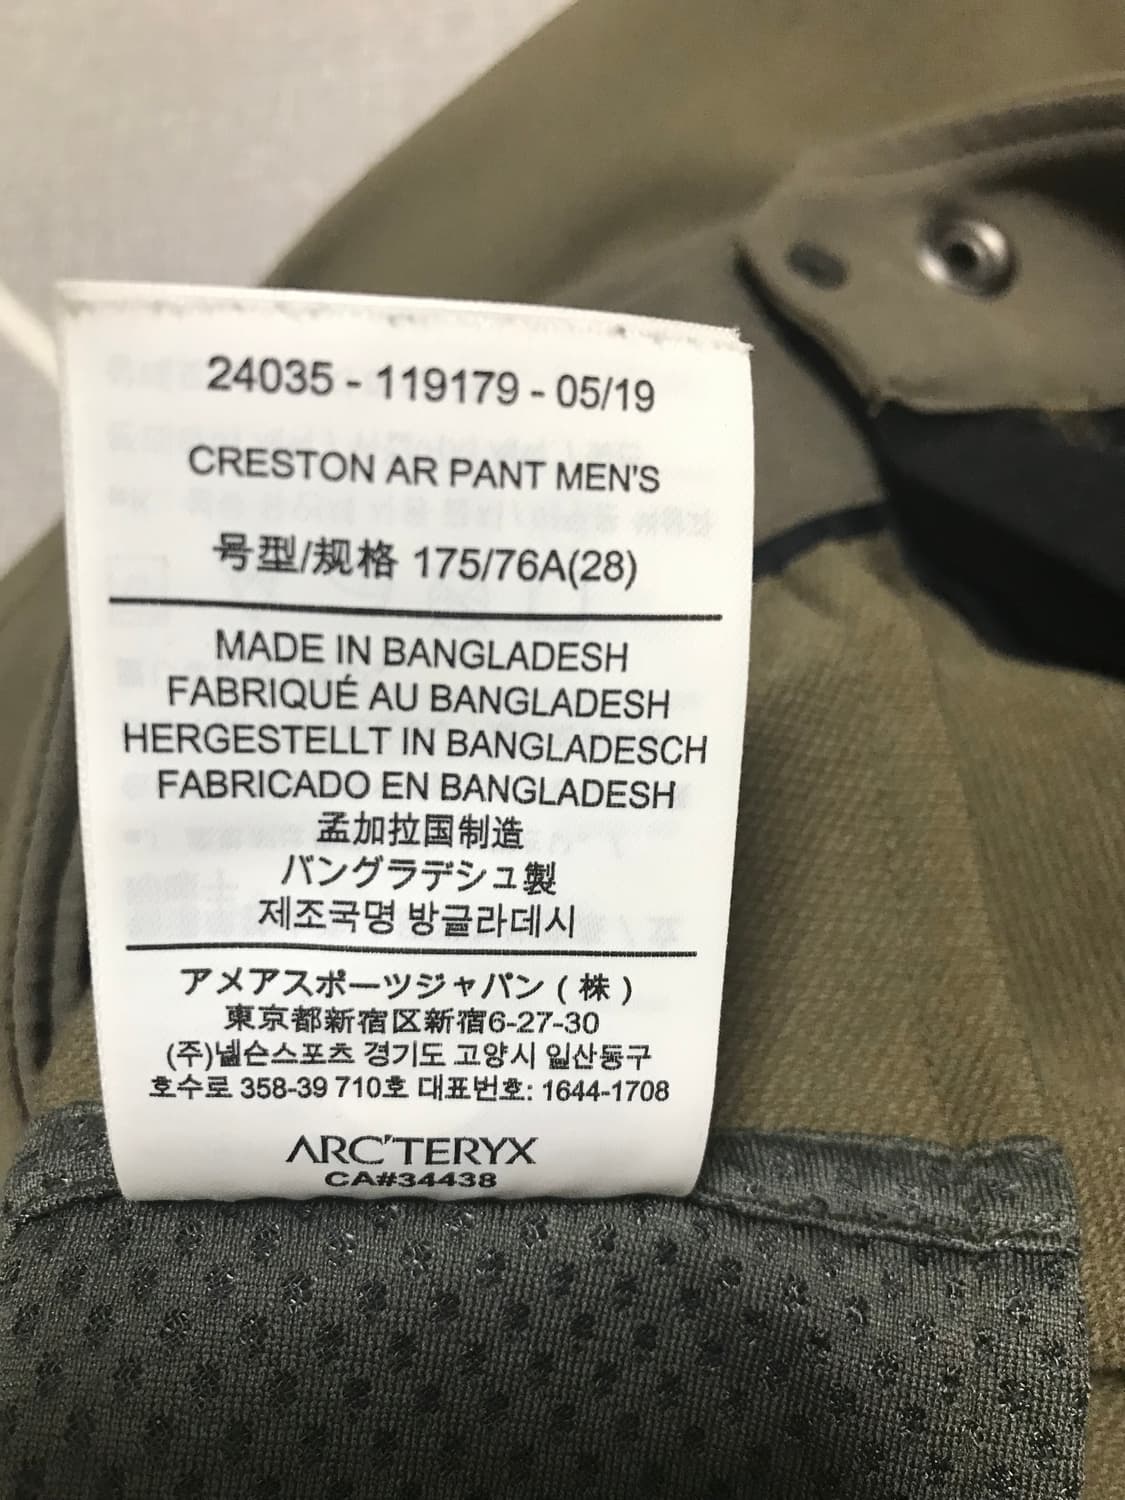 24035 - 119179 - 05/19
CRESTON AR PANT MEN'S
号型/规格 175/76A(28)
MADE IN BANGLADESH
FABRIQUÉ AU BANGLADESH
HERGESTELLT IN BANGLADESCH
FABRICADO EN BANGLADESH
孟加拉国制造
バングラデシュ製
제조국명 방글라데시
アメアスポーツジャパン ( 株 )
東京都新宿区新宿6-27-30
(주)넬슨스포츠 경기도 고양시 일산동구
호수로 358-39 710호 대표번호: 1644-1708
ARC'TERYX
CA#34438